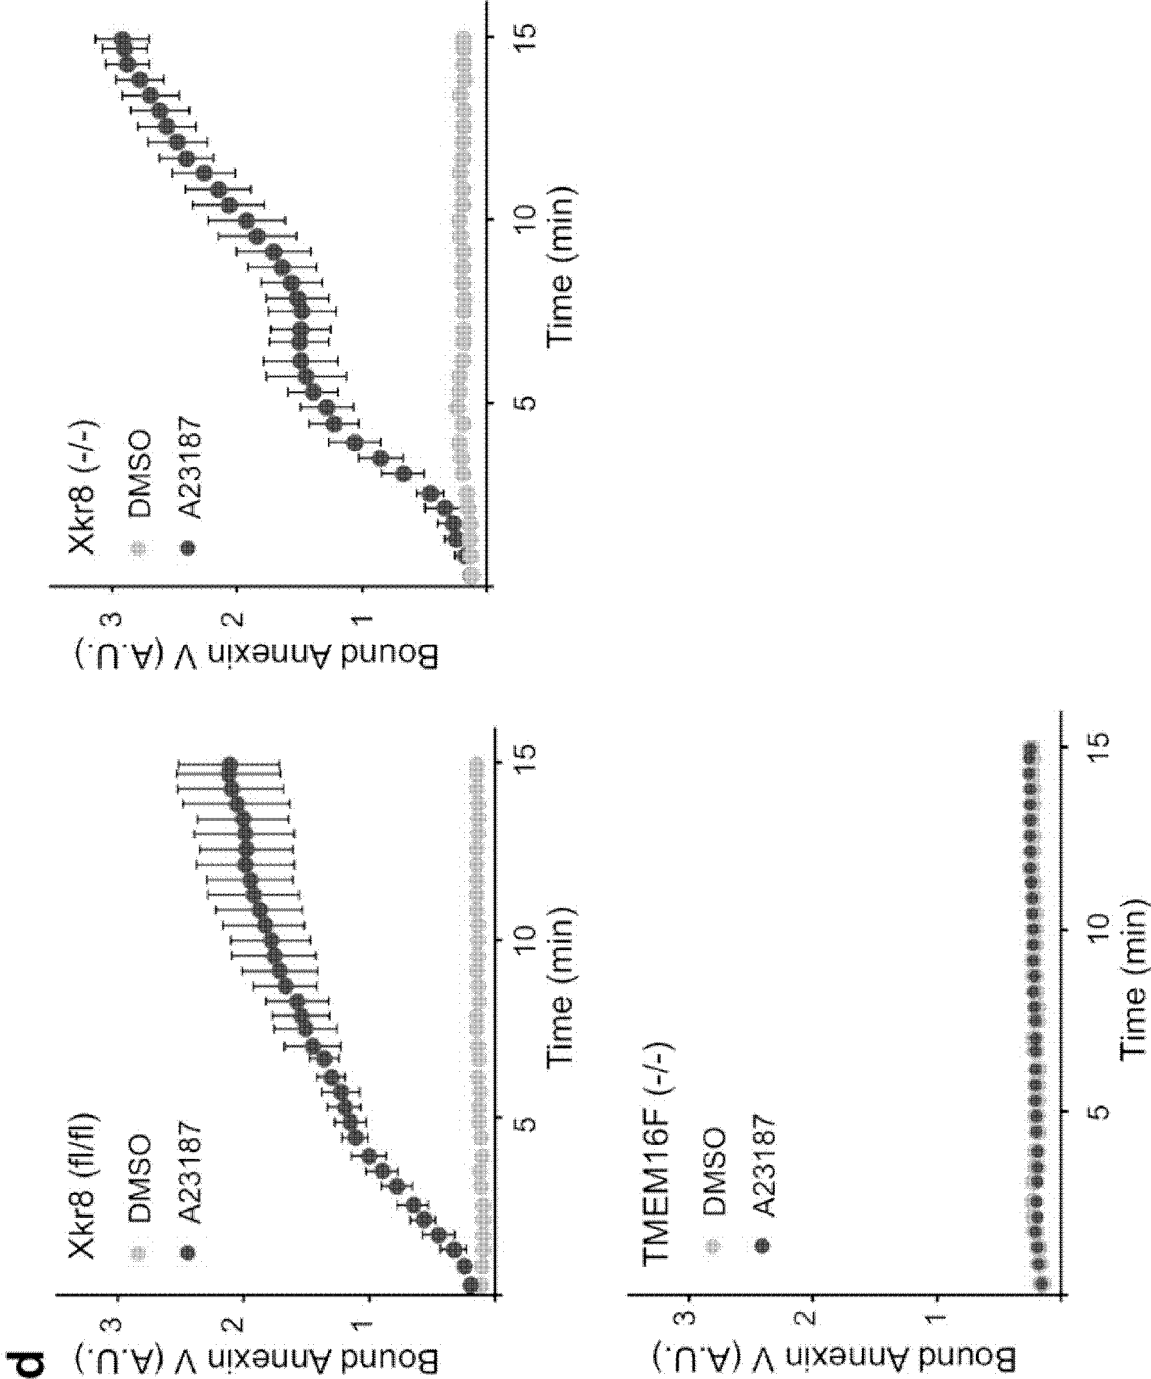 d
Xkr8 (fl/fl)
DMSO
A23187
Bound Annexin V (A.U.)
3
2
1
5
10
15
Time (min)
Xkr8 (-/-)
DMSO
A23187
Bound Annexin V (A.U.)
3
2
1
5
10
15
Time (min)
TMEM16F (-/-)
DMSO
A23187
Bound Annexin V (A.U.)
3
2
1
5
10
15
Time (min)